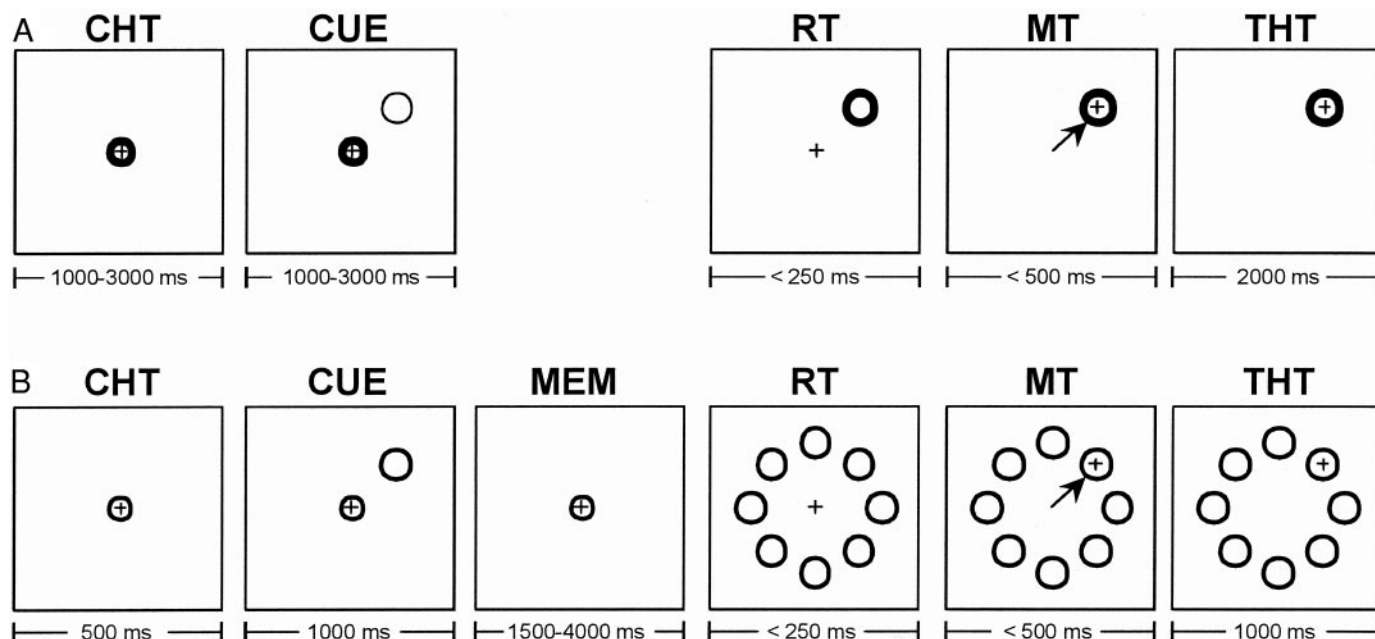 A CHT CUE RT MT THT
1000-3000 ms 1000-3000 ms < 250 ms < 500 ms 2000 ms
B CHT CUE MEM RT MT THT
500 ms 1000 ms 1500-4000 ms < 250 ms < 500 ms 1000 ms